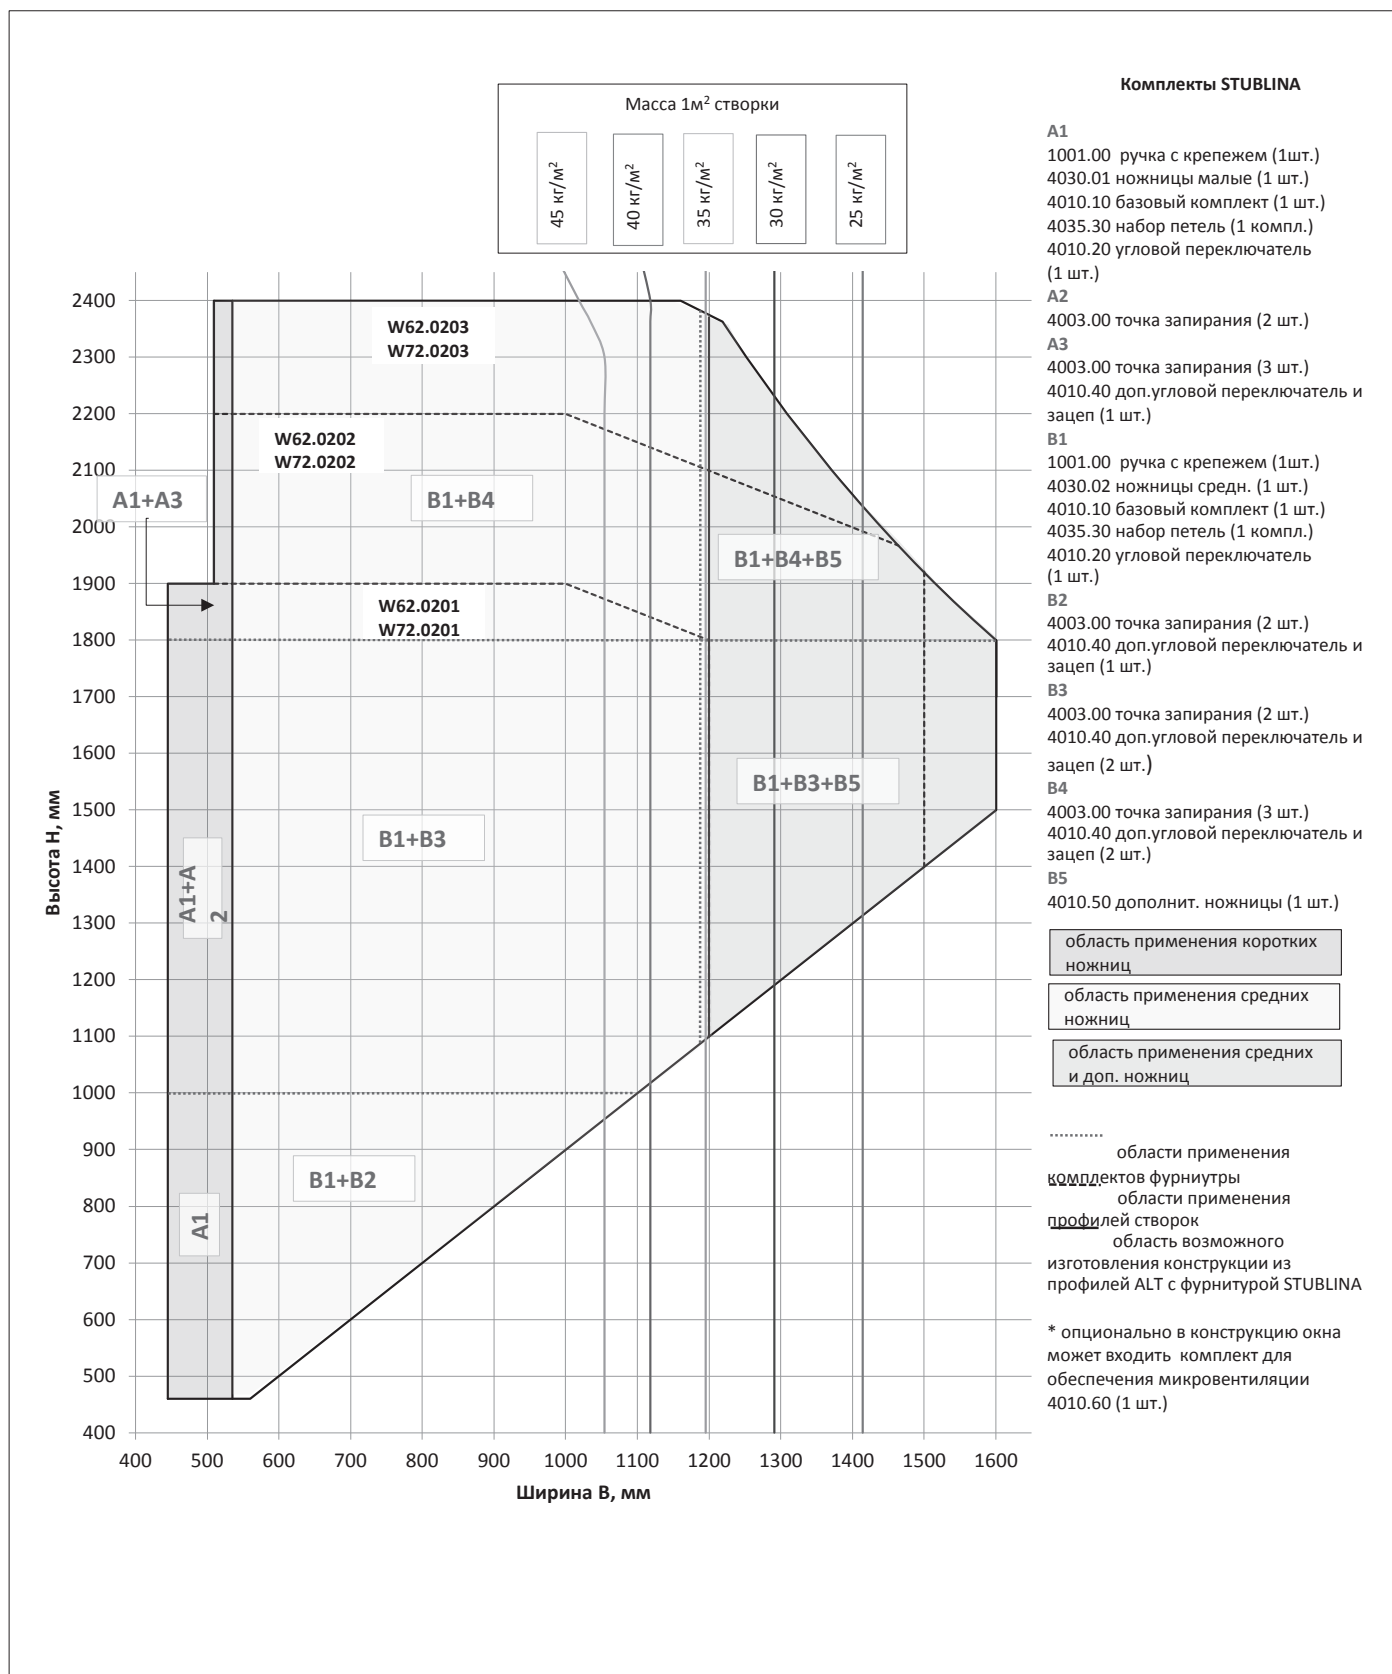 Масса 1м² створки
45 кг/м²
40 кг/м²
35 кг/м²
30 кг/м²
25 кг/м²
2400
2300
2200
2100
2000
1900
1800
1700
1600
1500
1400
1300
1200
1100
1000
900
800
700
600
500
400
Высота Н, мм
W62.0203
W72.0203
W62.0202
W72.0202
A1+A3
B1+B4
B1+B4+B5
W62.0201
W72.0201
B1+B3+B5
B1+B3
A1+A
2
B1+B2
A1
400 500 600 700 800 900 1000 1100 1200 1300 1400 1500 1600
Ширина В, мм
Комплекты STUBLINA
A1
1001.00 ручка с крепежем (1шт.)
4030.01 ножницы малые (1 шт.)
4010.10 базовый комплект (1 шт.)
4035.30 набор петель (1 компл.)
4010.20 угловой переключатель
(1 шт.)
A2
4003.00 точка запирания (2 шт.)
A3
4003.00 точка запирания (3 шт.)
4010.40 доп.угловой переключатель и
зацеп (1 шт.)
B1
1001.00 ручка с крепежем (1шт.)
4030.02 ножницы средн. (1 шт.)
4010.10 базовый комплект (1 шт.)
4035.30 набор петель (1 компл.)
4010.20 угловой переключатель
(1 шт.)
B2
4003.00 точка запирания (2 шт.)
4010.40 доп.угловой переключатель и
зацеп (1 шт.)
B3
4003.00 точка запирания (2 шт.)
4010.40 доп.угловой переключатель и
зацеп (2 шт.)
B4
4003.00 точка запирания (3 шт.)
4010.40 доп.угловой переключатель и
зацеп (2 шт.)
B5
4010.50 дополнит. ножницы (1 шт.)
область применения коротких
ножниц
область применения средних
ножниц
область применения средних
и доп. ножниц
области применения
комплектов фурниутры
области применения
профилей створок
область возможного
изготовления конструкции из
профилей ALT с фурнитурой STUBLINA
* опционально в конструкцию окна
может входить комплект для
обеспечения микровентиляции
4010.60 (1 шт.)